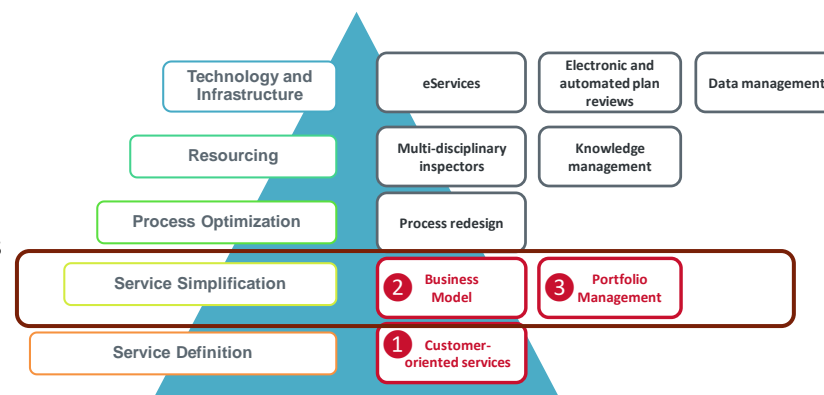 Technology and
Infrastructure
eServices
Electronic and
automated plan
reviews
Data management
Resourcing
Multi-disciplinary
inspectors
Knowledge
management
Process Optimization
Process redesign
Service Simplification
2 Business
Model
3 Portfolio
Management
Service Definition
1 Customer-
oriented services